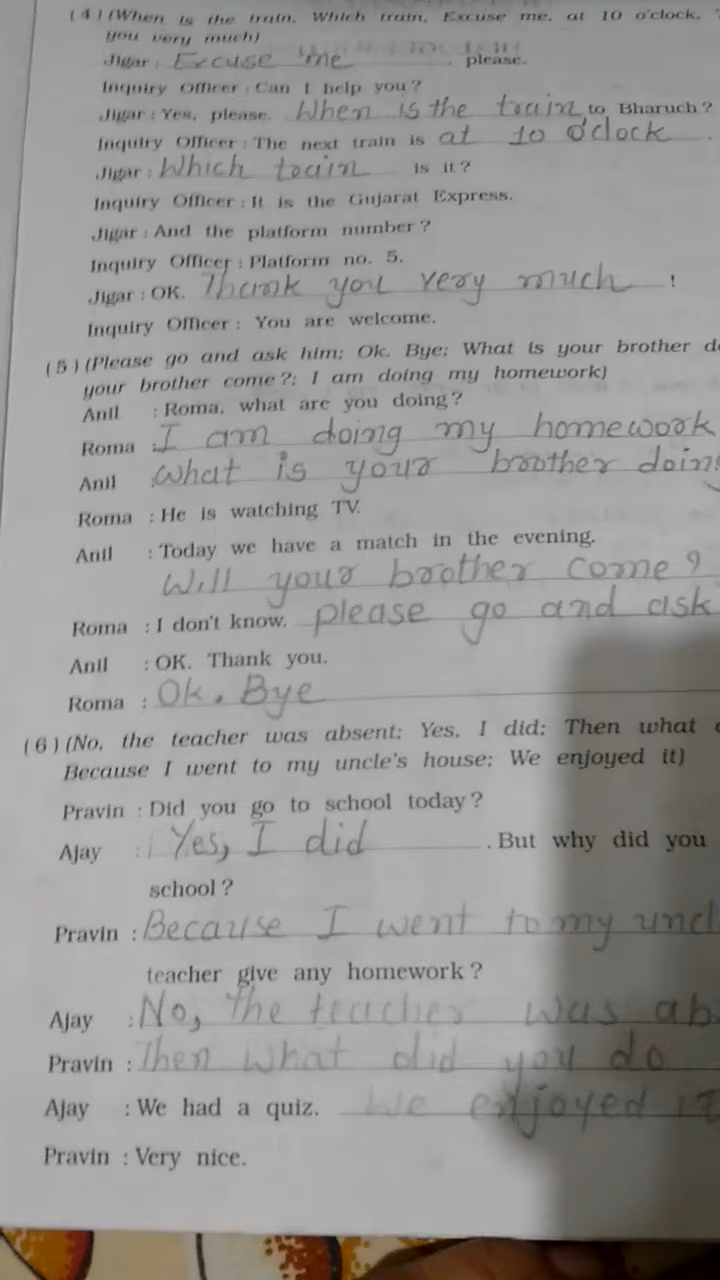 (4) (When is the train, Which train, Excuse me, at 10 o'clock,
you very much)
Jigar : Excuse me please.
Inquiry Officer : Can I help you?
Jigar : Yes, please. When is the train to Bharuch?
Inquiry Officer : The next train is at 10 o'clock.
Jigar : Which train is it?
Inquiry Officer : It is the Gujarat Express.
Jigar : And the platform number?
Inquiry Officer : Platform no. 5.
Jigar : OK. Thank you very much !
Inquiry Officer : You are welcome.
(5) (Please go and ask him; Ok. Bye; What is your brother
your brother come?; I am doing my homework)
Anil : Roma, what are you doing?
Roma : I am doing my homework
Anil : What is your brother doing
Roma : He is watching TV.
Anil : Today we have a match in the evening.
Will your brother come?
Roma : I don't know. please go and ask
Anil : OK. Thank you.
Roma : Ok. Bye
(6) (No, the teacher was absent; Yes, I did; Then what
Because I went to my uncle's house; We enjoyed it)
Pravin : Did you go to school today?
Ajay : Yes, I did . But why did you
school?
Pravin : Because I went to my uncl
teacher give any homework?
Ajay : No, the teacher was ab
Pravin : Then what did you do
Ajay : We had a quiz. We enjoyed it
Pravin : Very nice.